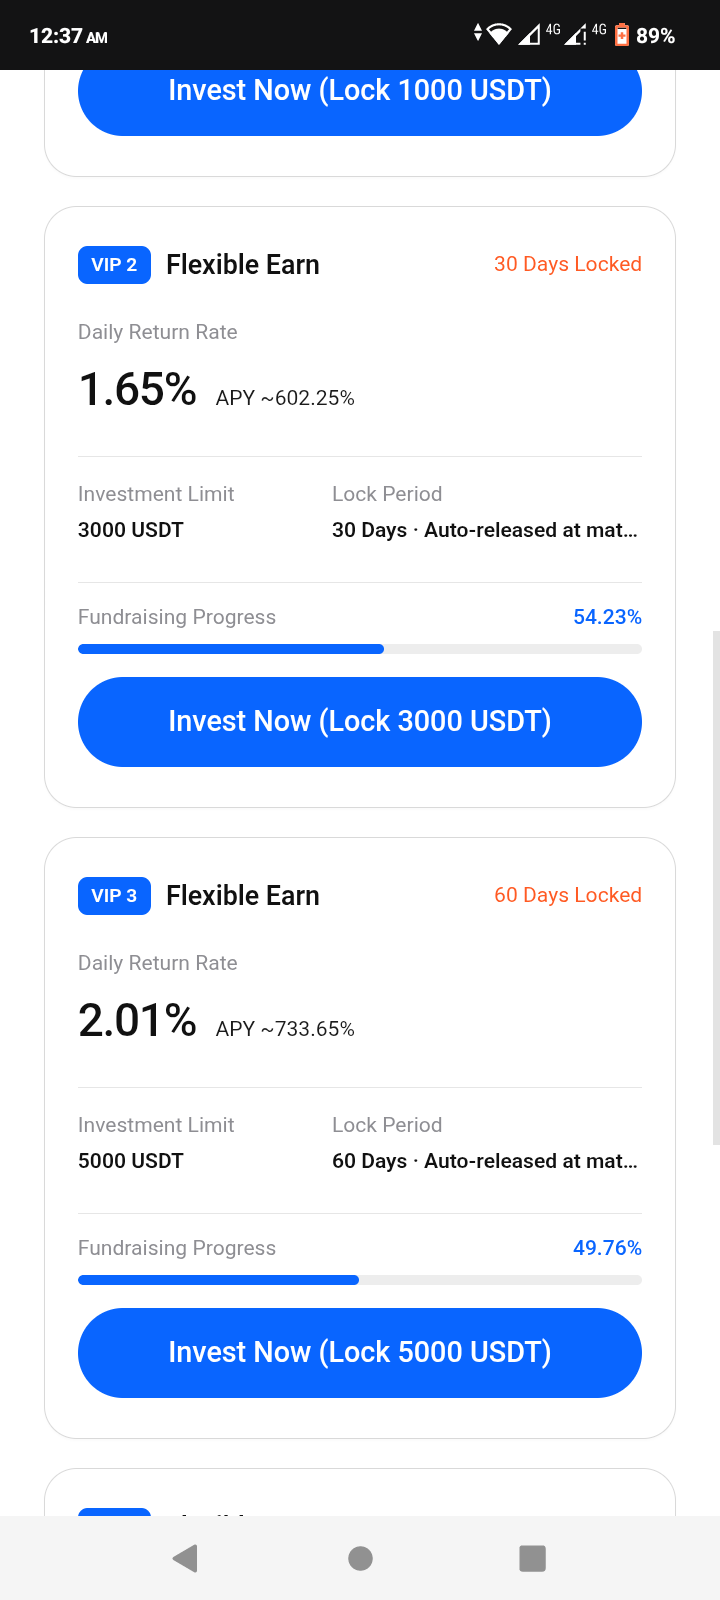 12:37 AM 4G 4G 89%
Invest Now (Lock 1000 USDT)
VIP 2 Flexible Earn 30 Days Locked
Daily Return Rate
1.65% APY ~602.25%
Investment Limit Lock Period
3000 USDT 30 Days · Auto-released at mat...
Fundraising Progress 54.23%
Invest Now (Lock 3000 USDT)
VIP 3 Flexible Earn 60 Days Locked
Daily Return Rate
2.01% APY ~733.65%
Investment Limit Lock Period
5000 USDT 60 Days · Auto-released at mat...
Fundraising Progress 49.76%
Invest Now (Lock 5000 USDT)